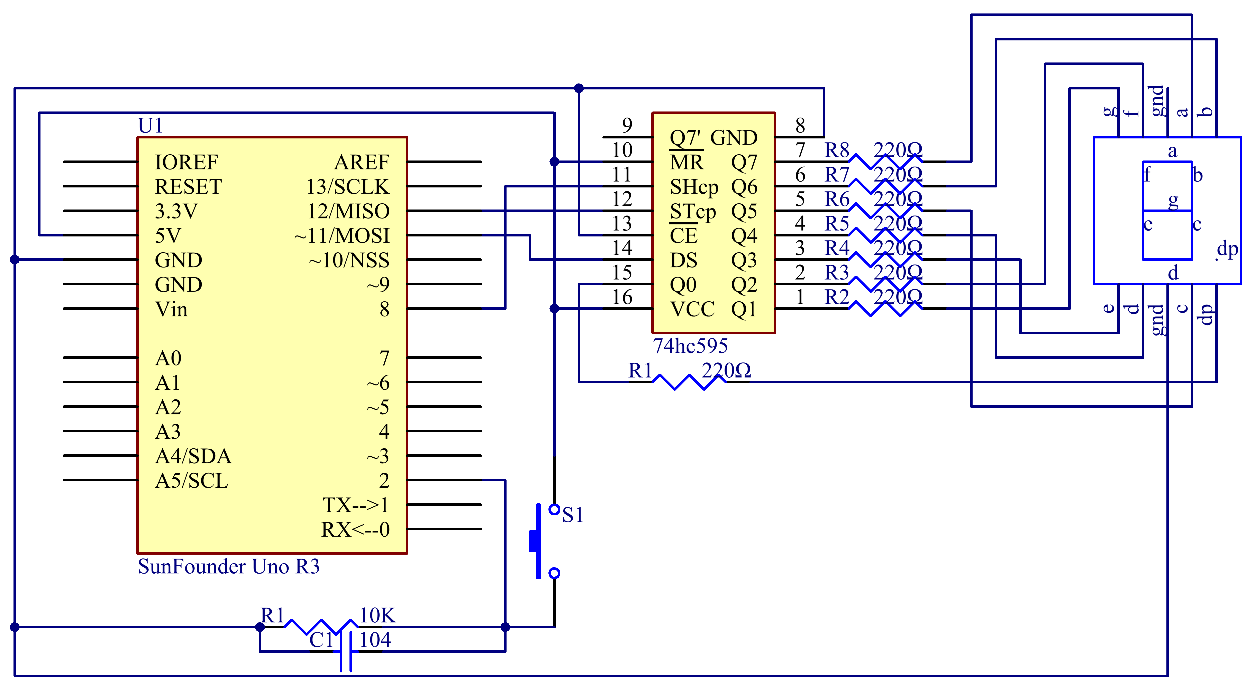 U1
IOREF AREF
RESET 13/SCLK
3.3V 12/MISO
5V ~11/MOSI
GND ~10/NSS
GND ~9
Vin 8
A0 7
A1 ~6
A2 ~5
A3 4
A4/SDA ~3
A5/SCL 2
TX-->1
RX<--0
SunFounder Uno R3
9 Q7' GND 8
10 MR Q7 7
11 SHcp Q6 6
12 STcp Q5 5
13 CE Q4 4
14 DS Q3 3
15 Q0 Q2 2
16 VCC Q1 1
74hc595
R8 220Ω
R7 220Ω
R6 220Ω
R5 220Ω
R4 220Ω
R3 220Ω
R2 220Ω
R1 220Ω
g f gnd a b
a
f b
g
c c
d
dp
e d gnd c dp
S1
R1 10K
C1 104